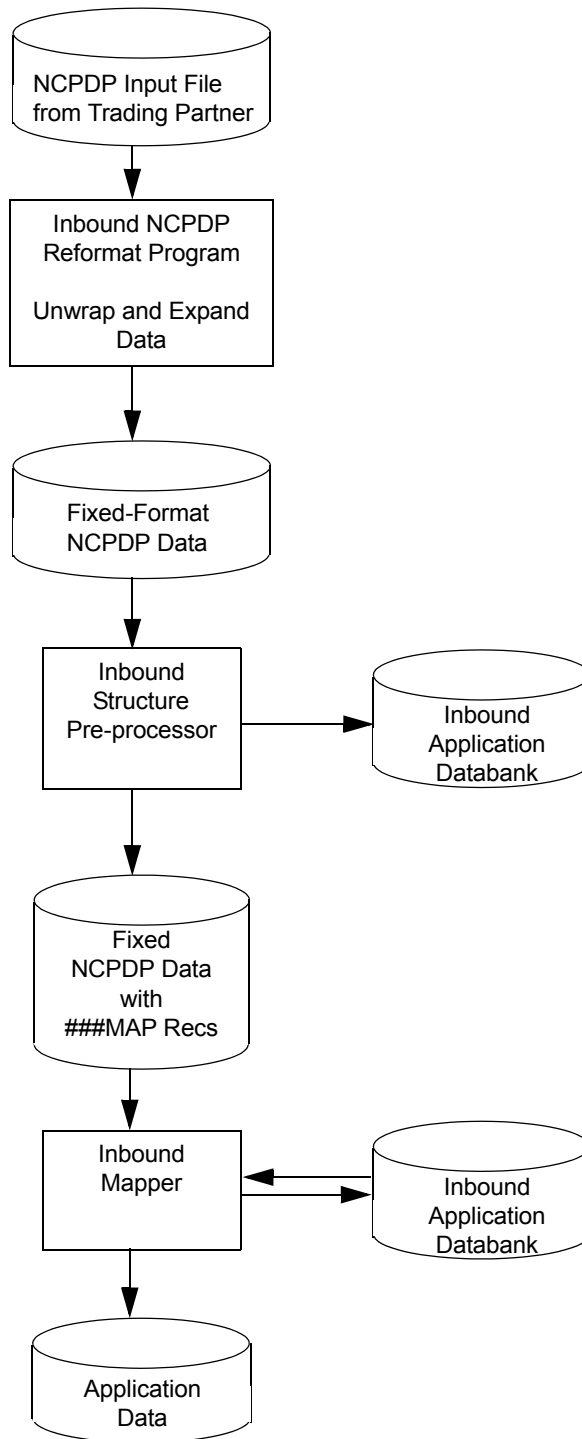 NCPDP Input File
from Trading Partner
Inbound NCPDP
Reformat Program
Unwrap and Expand
Data
Fixed-Format
NCPDP Data
Inbound
Structure
Pre-processor
Inbound
Application
Databank
Fixed
NCPDP Data
with
###MAP Recs
Inbound
Mapper
Inbound
Application
Databank
Application
Data